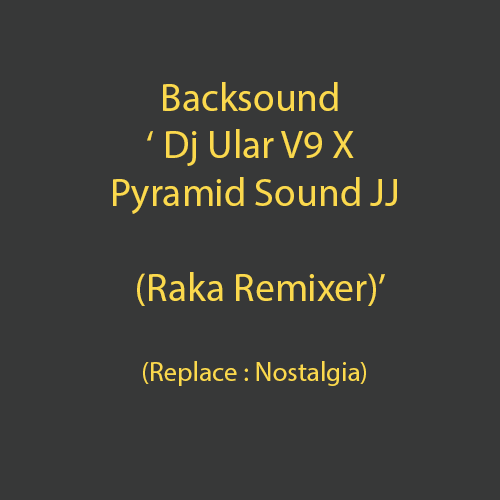 Backsound
‘ Dj Ular V9 X
Pyramid Sound JJ
(Raka Remixer)’
(Replace : Nostalgia)